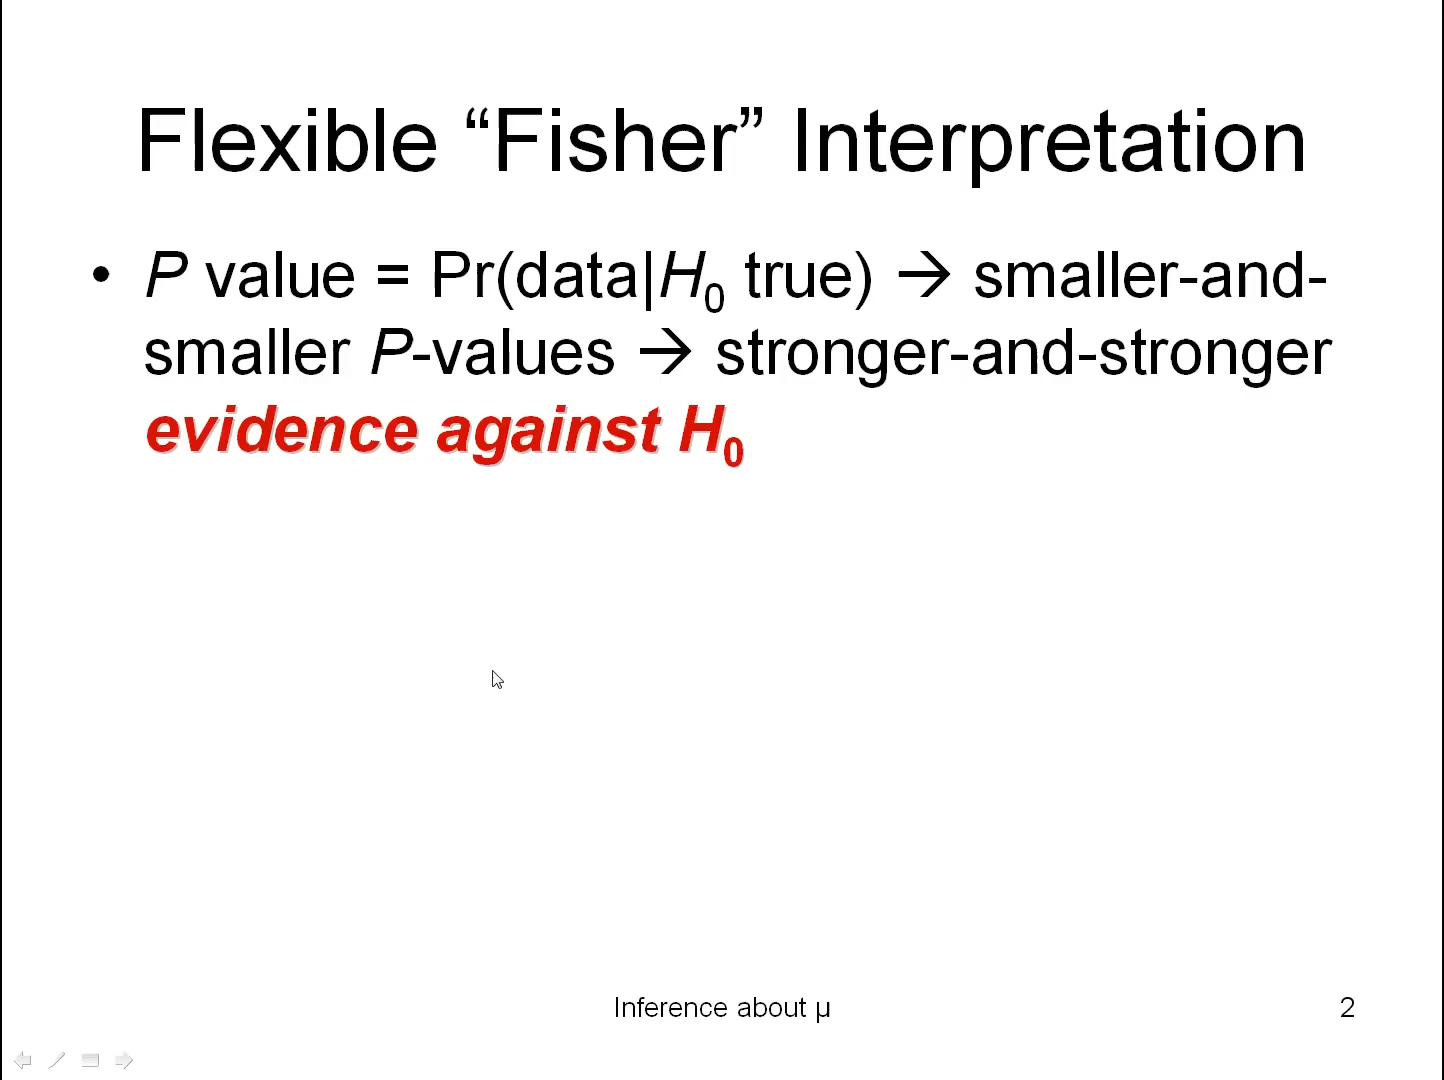 Flexible “Fisher” Interpretation
• P value = Pr(data|H0 true) → smaller-and-
smaller P-values → stronger-and-stronger
evidence against H0
Inference about µ
2